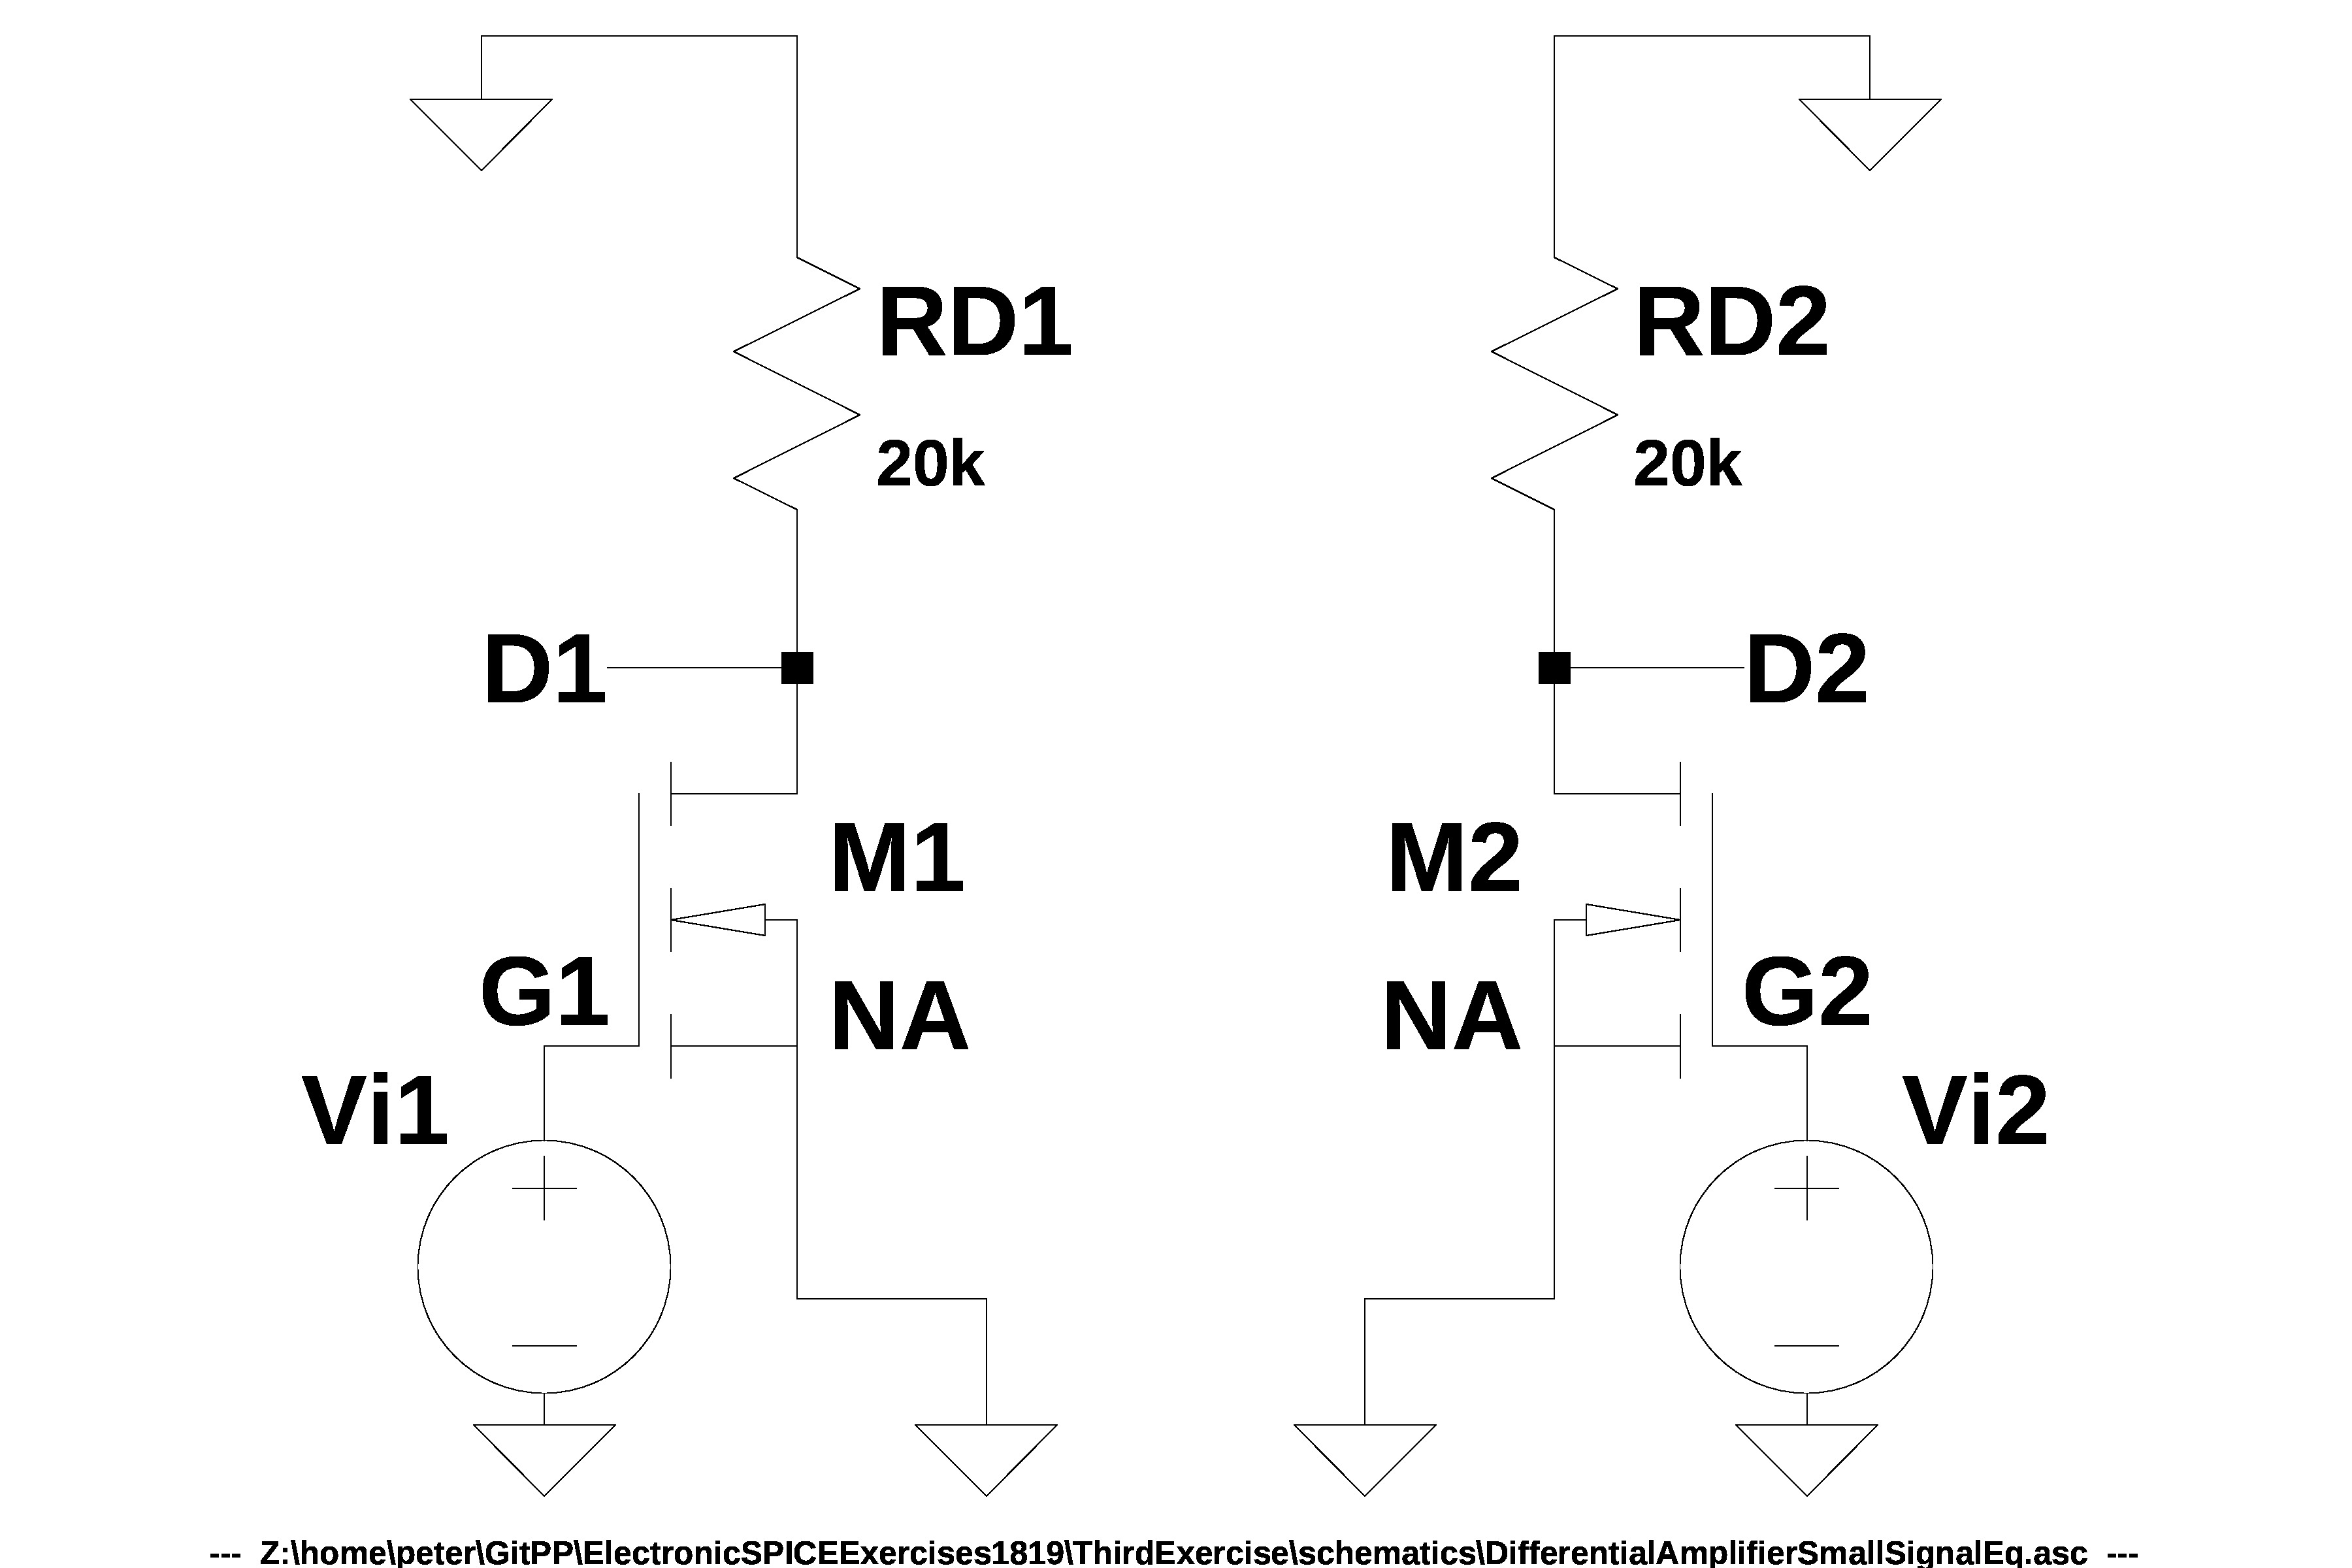 RD1
RD2
20k
20k
D1
D2
M1
M2
G1
NA
NA
G2
Vi1
Vi2
--- Z:\home\peter\GitPP\ElectronicSPICEExercises1819\ThirdExercise\schematics\DifferentialAmplifierSmallSignalEq.asc ---